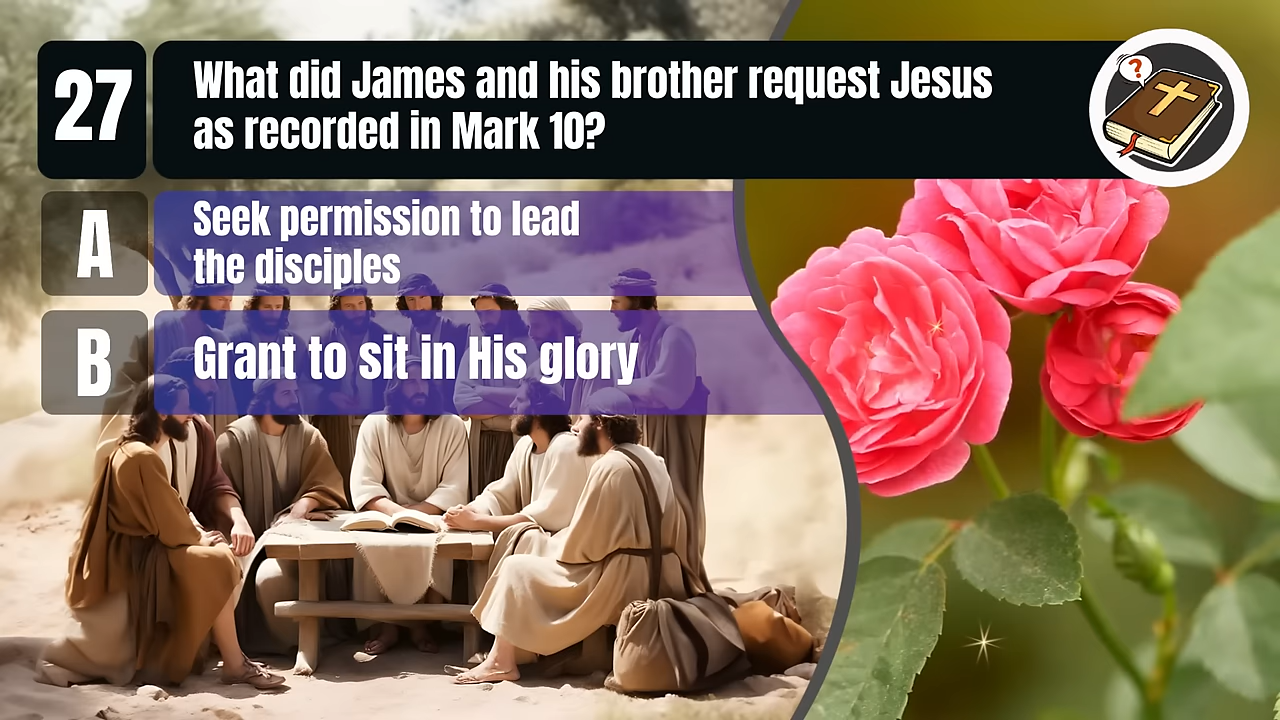 27
What did James and his brother request Jesus
as recorded in Mark 10?
?
A
Seek permission to lead
the disciples
B
Grant to sit in His glory